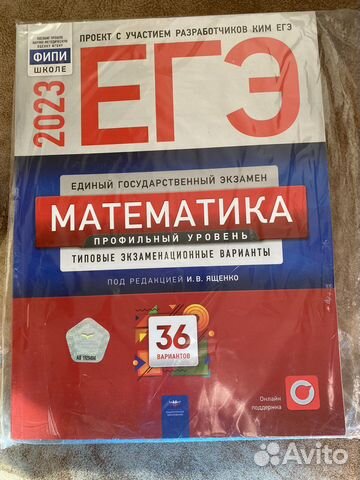 ПРОЕКТ С УЧАСТИЕМ РАЗРАБОТЧИКОВ КИМ ЕГЭ
ФИПИ
ШКОЛЕ
2023
ЕГЭ
ЕДИНЫЙ ГОСУДАРСТВЕННЫЙ ЭКЗАМЕН
МАТЕМАТИКА
ПРОФИЛЬНЫЙ УРОВЕНЬ
ТИПОВЫЕ ЭКЗАМЕНАЦИОННЫЕ ВАРИАНТЫ
ПОД РЕДАКЦИЕЙ И.В. ЯЩЕНКО
36
ВАРИАНТОВ
Онлайн
поддержка
Avito